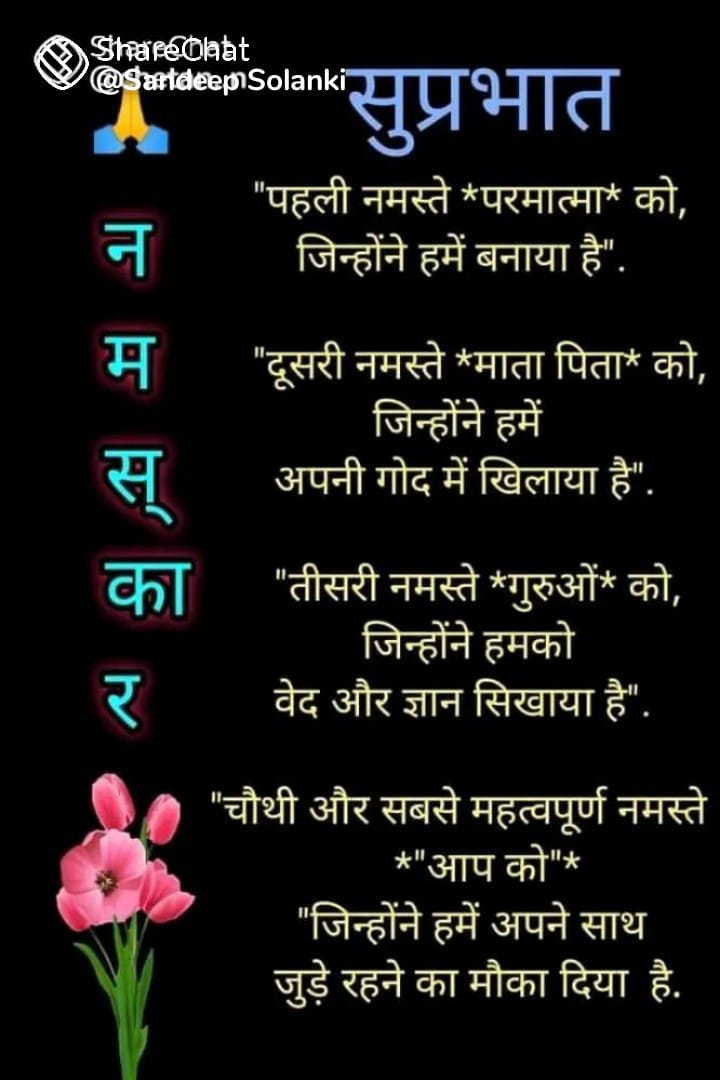 ShareChat
@Sandeep Solanki
सुप्रभात
"पहली नमस्ते *परमात्मा* को,
जिन्होंने हमें बनाया है".
"दूसरी नमस्ते *माता पिता* को,
जिन्होंने हमें
अपनी गोद में खिलाया है".
"तीसरी नमस्ते *गुरुओं* को,
जिन्होंने हमको
वेद और ज्ञान सिखाया है".
"चौथी और सबसे महत्वपूर्ण नमस्ते
*"आप को"*
"जिन्होंने हमें अपने साथ
जुड़े रहने का मौका दिया है.
न
म
स्
का
र